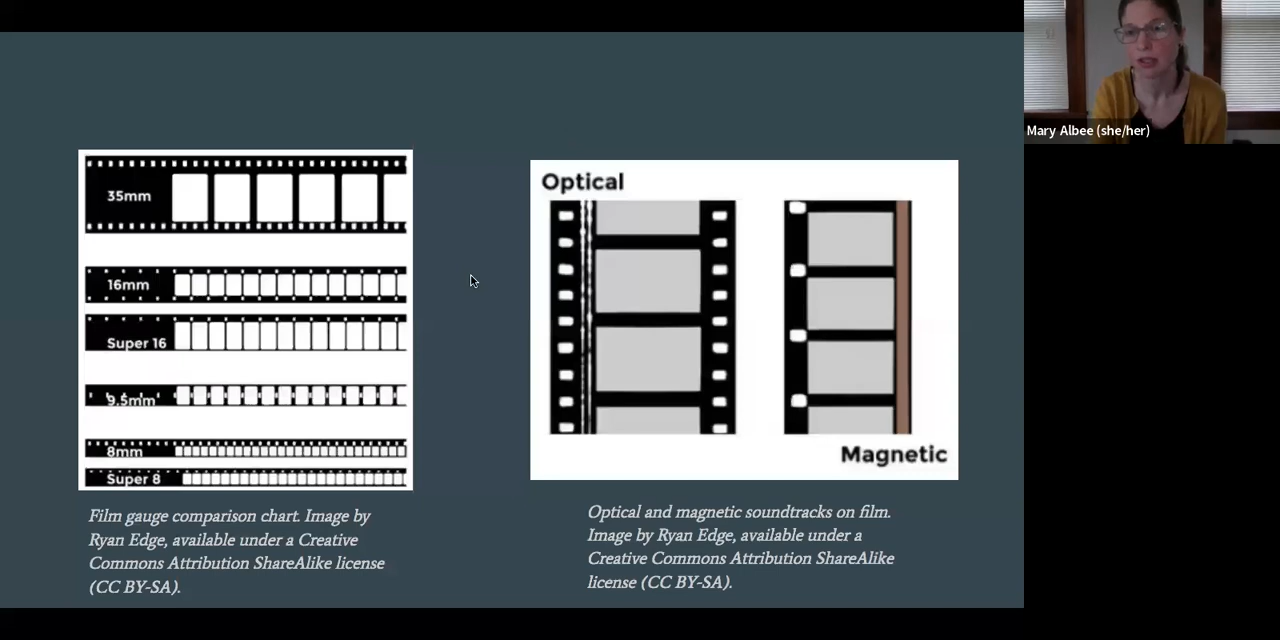 35mm
16mm
Super 16
9.5mm
8mm
Super 8
Film gauge comparison chart. Image by
Ryan Edge, available under a Creative
Commons Attribution ShareAlike license
(CC BY-SA).
Optical
Magnetic
Optical and magnetic soundtracks on film.
Image by Ryan Edge, available under a
Creative Commons Attribution ShareAlike
license (CC BY-SA).
Mary Albee (she/her)